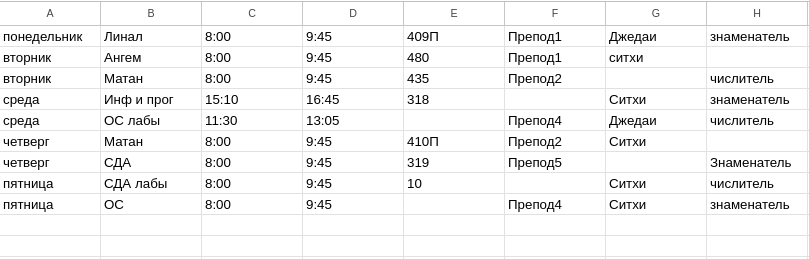 A B C D E F G H
понедельник Линал 8:00 9:45 409П Препод1 Джедаи знаменатель
вторник Ангем 8:00 9:45 480 Препод1 ситхи
вторник Матан 8:00 9:45 435 Препод2 числитель
среда Инф и прог 15:10 16:45 318 Ситхи знаменатель
среда ОС лабы 11:30 13:05 Препод4 Джедаи числитель
четверг Матан 8:00 9:45 410П Препод2 Ситхи
четверг СДА 8:00 9:45 319 Препод5 Знаменатель
пятница СДА лабы 8:00 9:45 10 Ситхи числитель
пятница ОС 8:00 9:45 Препод4 Ситхи знаменатель